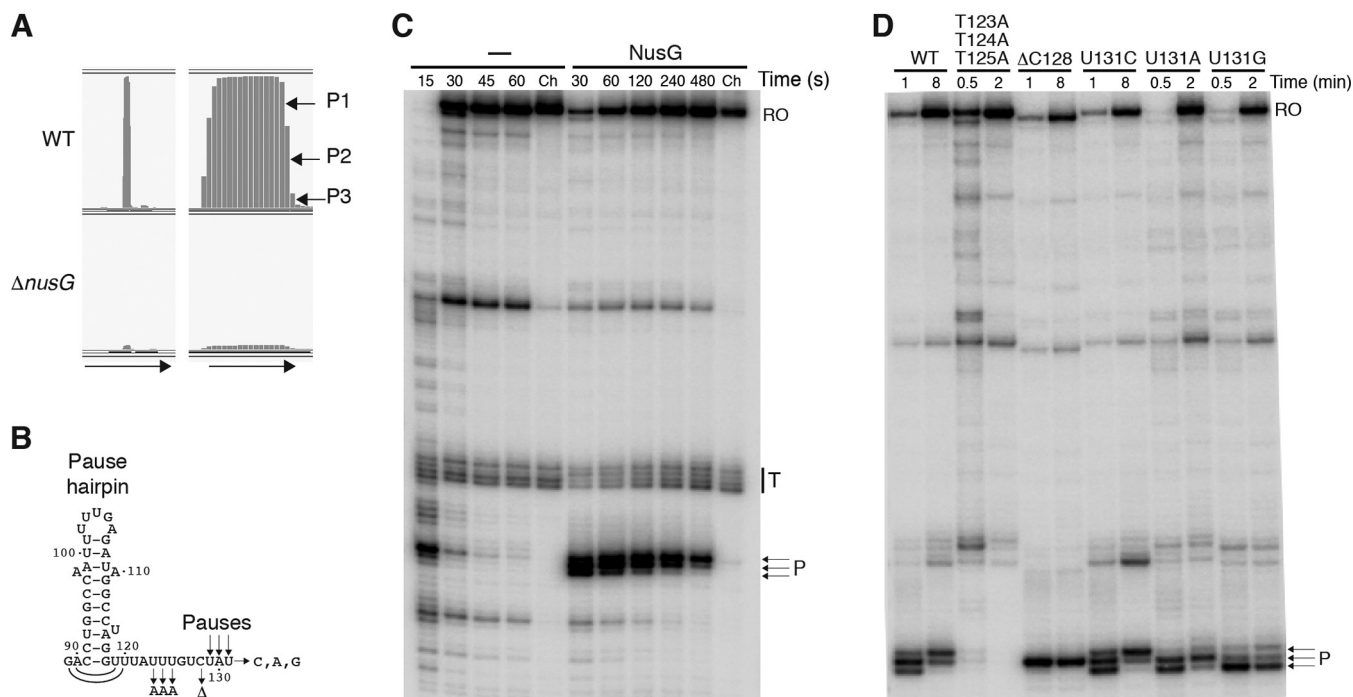 A
WT
P1
P2
P3
ΔnusG
B
Pause
hairpin
100
110
90
120
GAC-GUUUAUUUGUCUAU
C,A,G
Pauses
130
AAA
Δ
C
— NusG
15 30 45 60 Ch 30 60 120 240 480 Ch Time (s)
RO
T
P
D
WT
T123A
T124A
T125A
ΔC128 U131C U131A U131G
1 8 0.5 2 1 8 1 8 0.5 2 0.5 2 Time (min)
RO
P